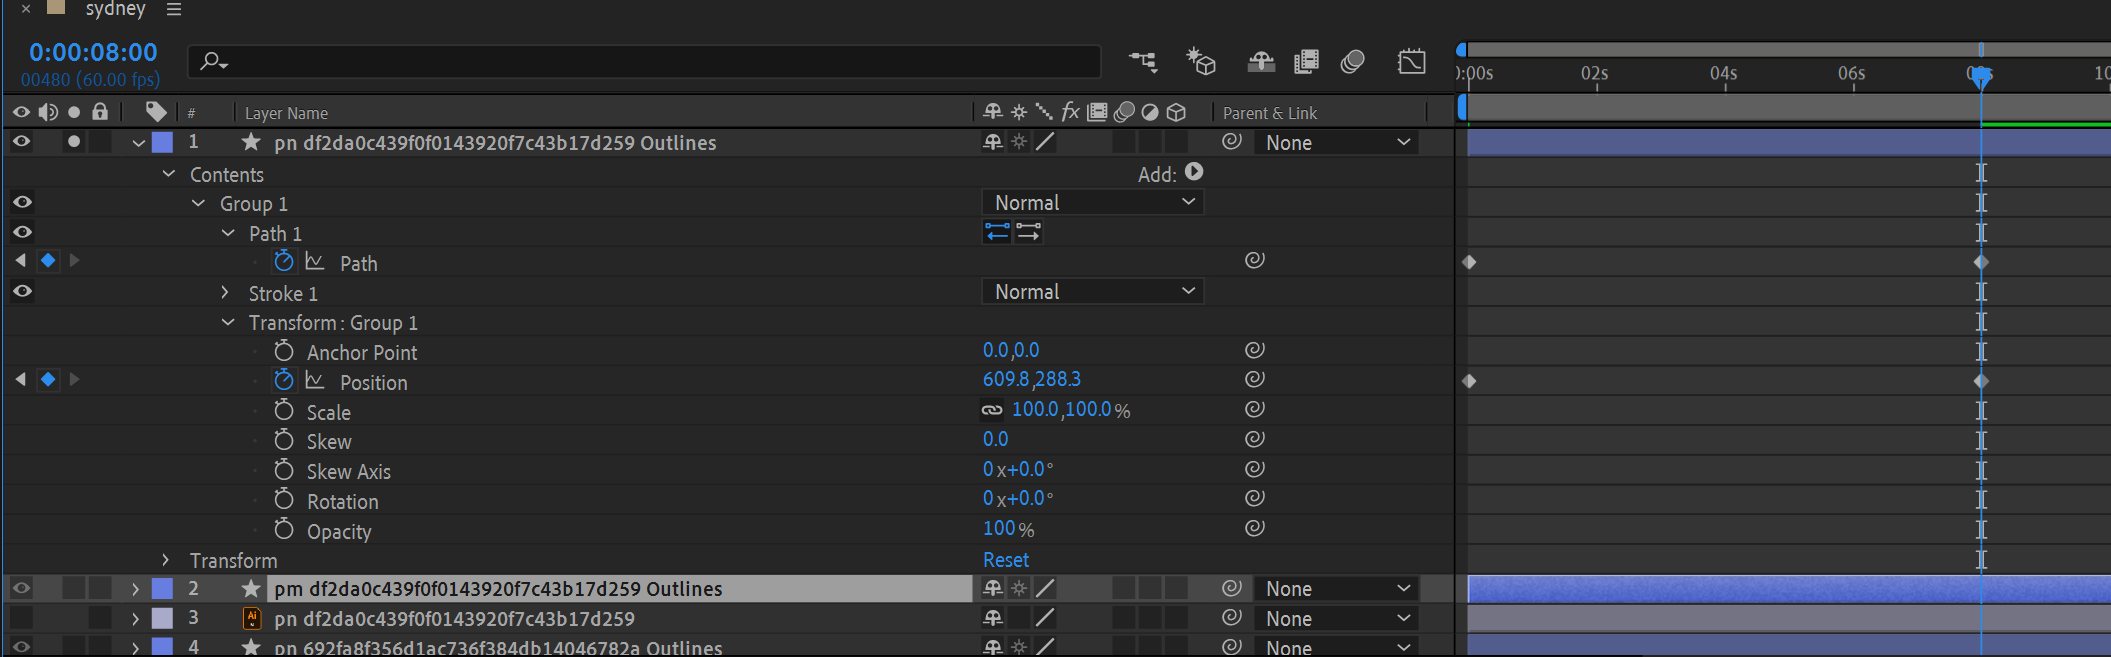 sydney
0:00:08:00
00480 (60.00 fps)
0:00s 02s 04s 06s 08s 10
# Layer Name fx Parent & Link
1 pn df2da0c439f0f0143920f7c43b17d259 Outlines None
Contents Add:
Group 1 Normal
Path 1
Path
Stroke 1 Normal
Transform: Group 1
Anchor Point 0.0,0.0
Position 609.8,288.3
Scale 100.0,100.0%
Skew 0.0
Skew Axis 0x+0.0°
Rotation 0x+0.0°
Opacity 100%
Transform Reset
2 pm df2da0c439f0f0143920f7c43b17d259 Outlines None
3 Ai pn df2da0c439f0f0143920f7c43b17d259 None
4 pn 692fa8f356d1ac736f384db14046782a Outlines None